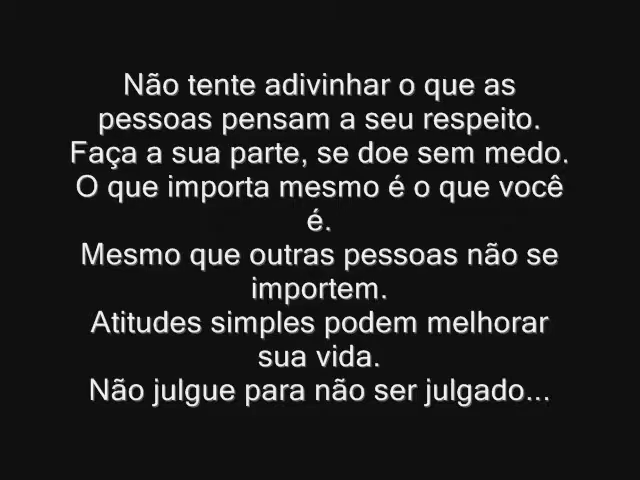 Não tente adivinhar o que as
pessoas pensam a seu respeito.
Faça a sua parte, se doe sem medo.
O que importa mesmo é o que você
é.
Mesmo que outras pessoas não se
importem.
Atitudes simples podem melhorar
sua vida.
Não julgue para não ser julgado...